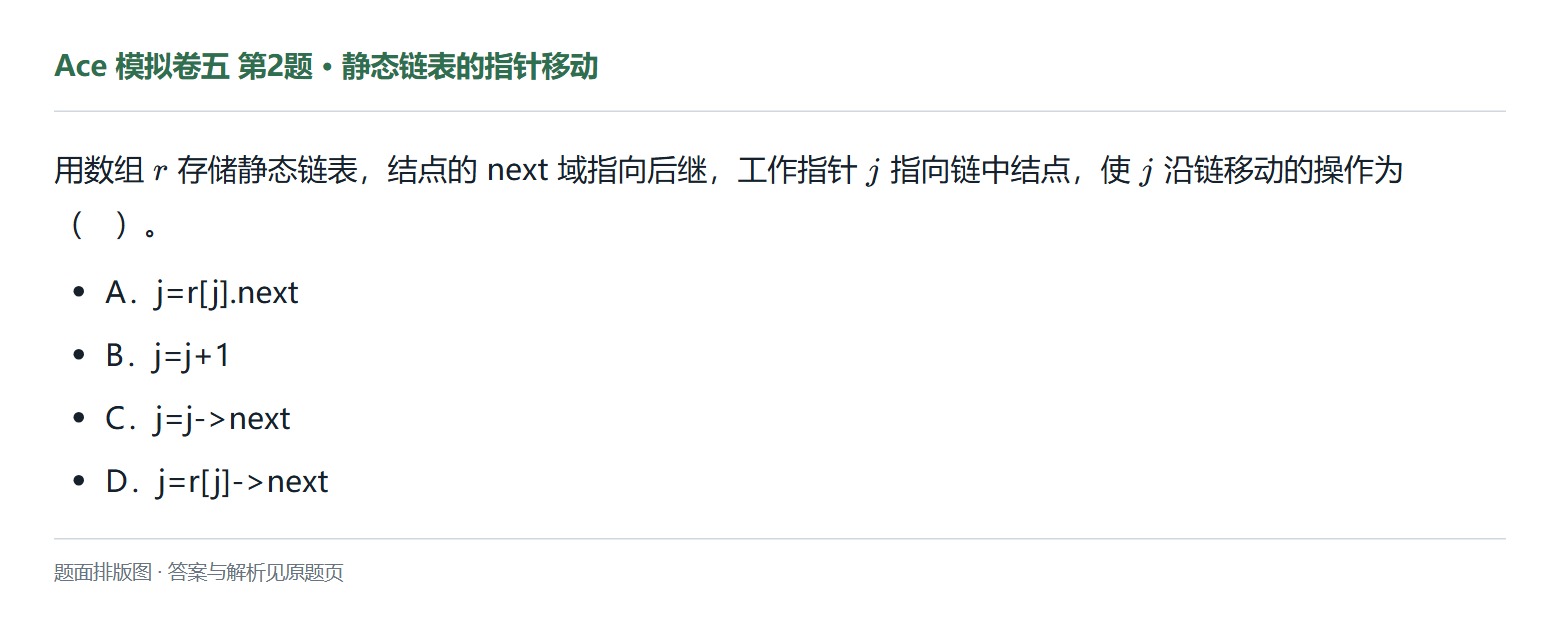 Ace 模拟卷五 第2题 • 静态链表的指针移动
用数组 r 存储静态链表，结点的 next 域指向后继，工作指针 j 指向链中结点，使 j 沿链移动的操作为
（　）。
• A．j=r[j].next
• B．j=j+1
• C．j=j->next
• D．j=r[j]->next
题面排版图 · 答案与解析见原题页